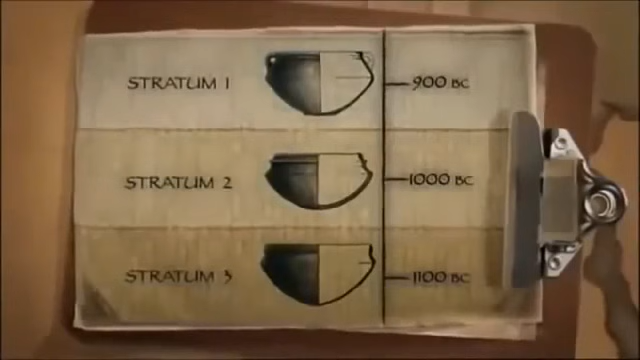 STRATUM 1 900 BC
STRATUM 2 1000 BC
STRATUM 3 1100 BC